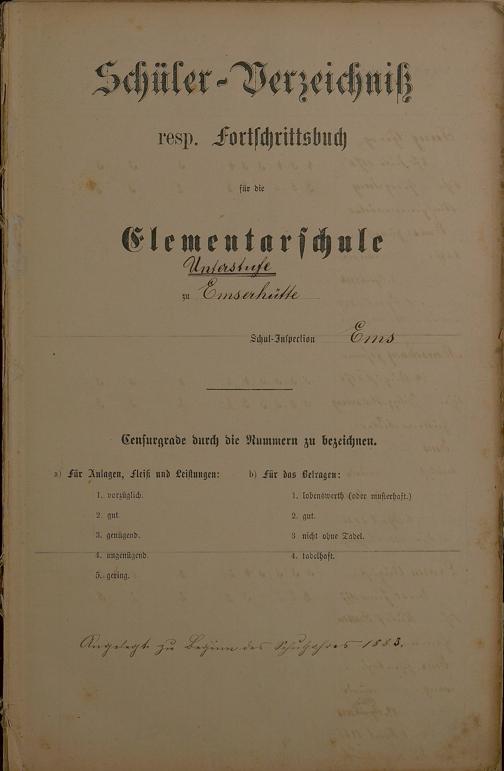 Schüler-Verzeichniß
resp. Fortschrittsbuch
für die
Elementarschule
Unterstufe
zu Emserhütte
Schul-Inspection Ems
Censurgrade durch die Nummern zu bezeichnen.
a) Für Anlagen, Fleiß und Leistungen:
1. vorzüglich.
2. gut.
3. genügend.
4. ungenügend.
5. gering.
b) Für das Betragen:
1. lobenswerth (oder musterhaft.)
2. gut.
3 nicht ohne Tadel.
4. tadelhaft.
Angelegt zu Beginn des Schuljahres 1883.